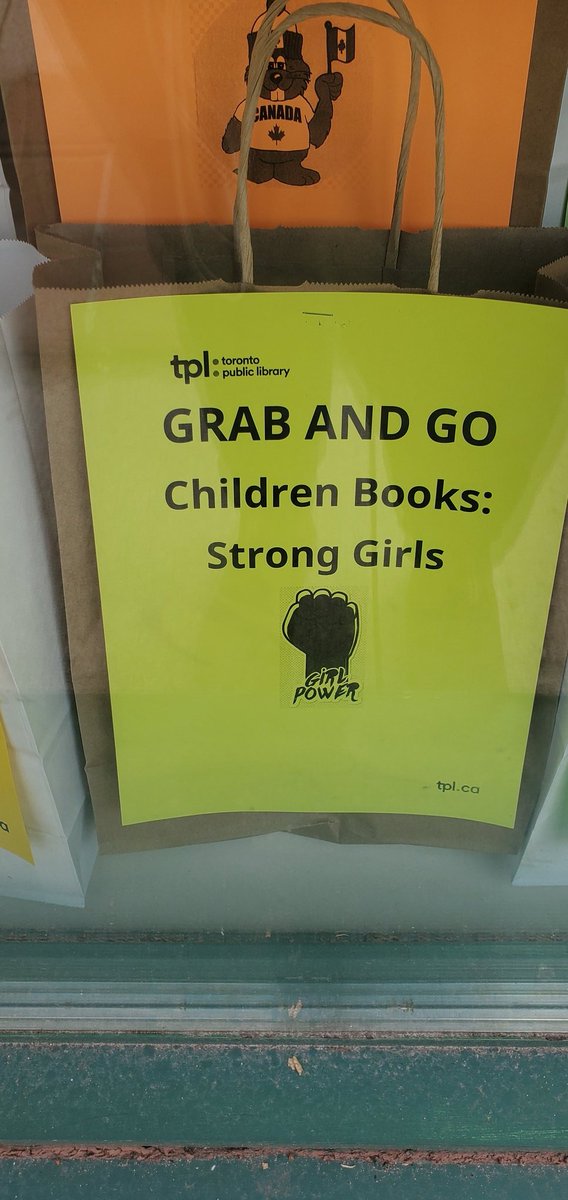 CANADA
tpl: toronto
public library
GRAB AND GO
Children Books:
Strong Girls
GIRL
POWER
tpl.ca
a